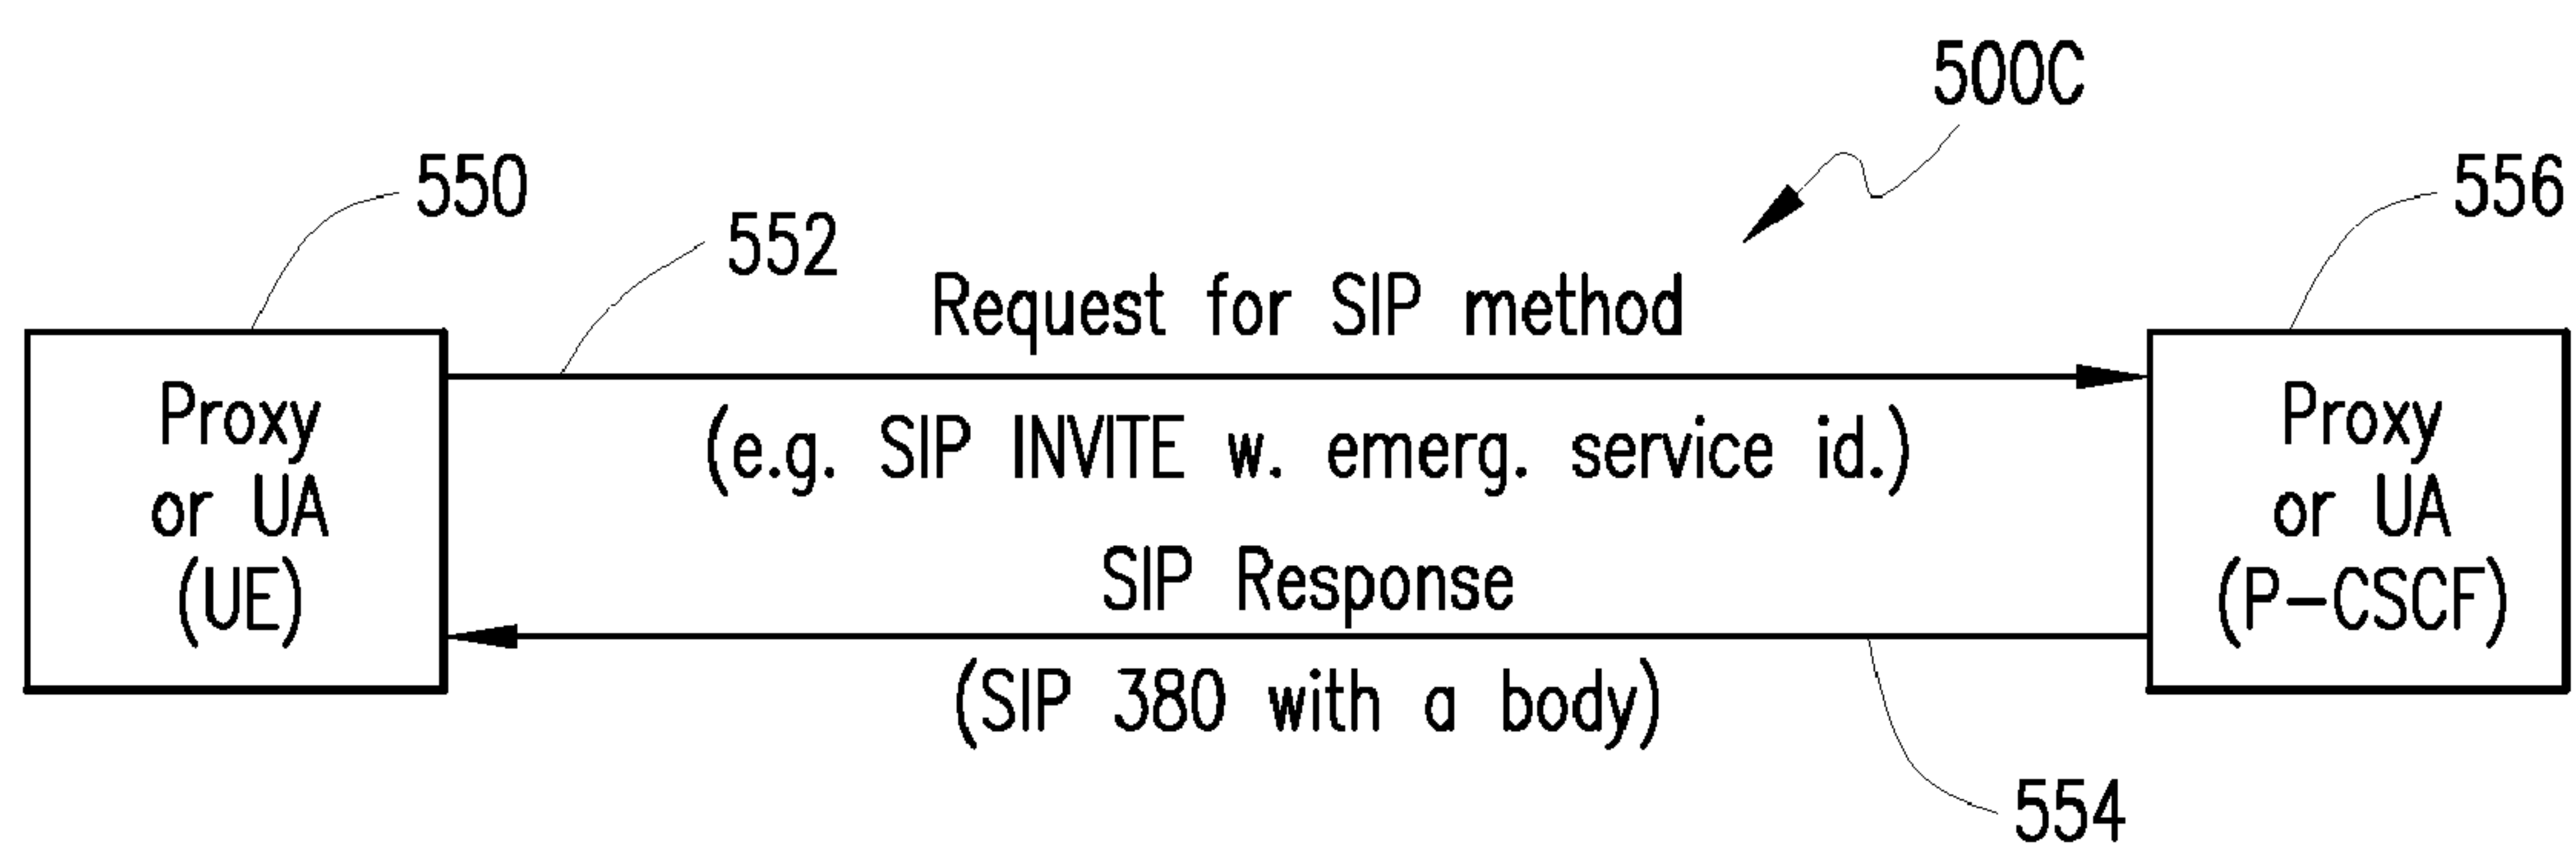 500C
550
552
556
Request for SIP method
(e.g. SIP INVITE w. emerg. service id.)
Proxy
or UA
(UE)
Proxy
or UA
(P-CSCF)
SIP Response
(SIP 380 with a body)
554